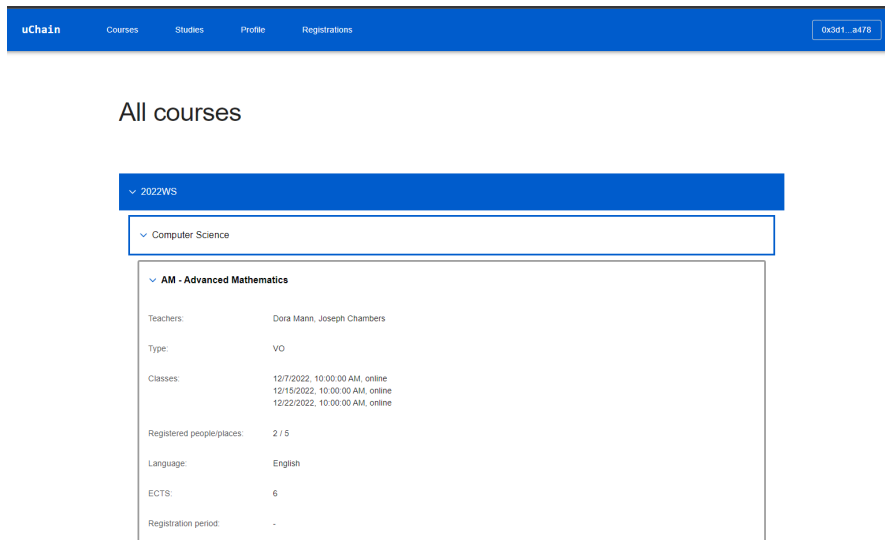 uChain Courses Studies Profile Registrations 0x3d1...a478
All courses
2022WS
Computer Science
AM - Advanced Mathematics
Teachers: Dora Mann, Joseph Chambers
Type: VO
Classes: 12/7/2022, 10:00:00 AM, online
12/15/2022, 10:00:00 AM, online
12/22/2022, 10:00:00 AM, online
Registered people/places: 2 / 5
Language: English
ECTS: 6
Registration period: -